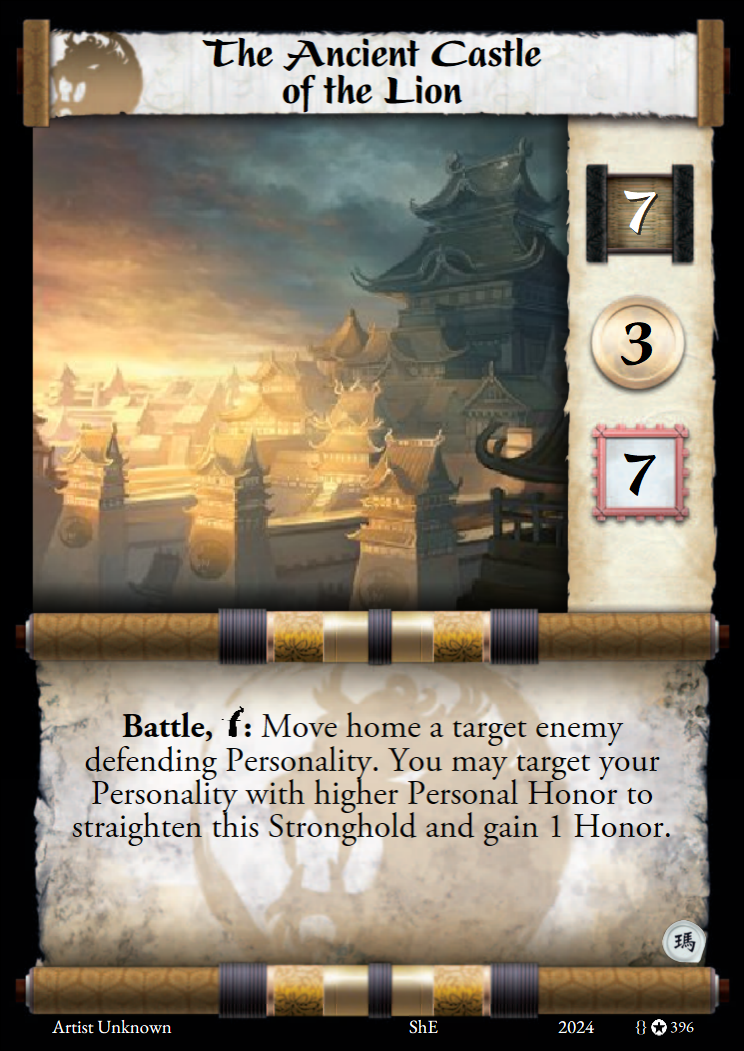 The Ancient Castle
of the Lion
7
3
7
Battle, : Move home a target enemy
defending Personality. You may target your
Personality with higher Personal Honor to
straighten this Stronghold and gain 1 Honor.
瑪
Artist Unknown ShE 2024 {} 396